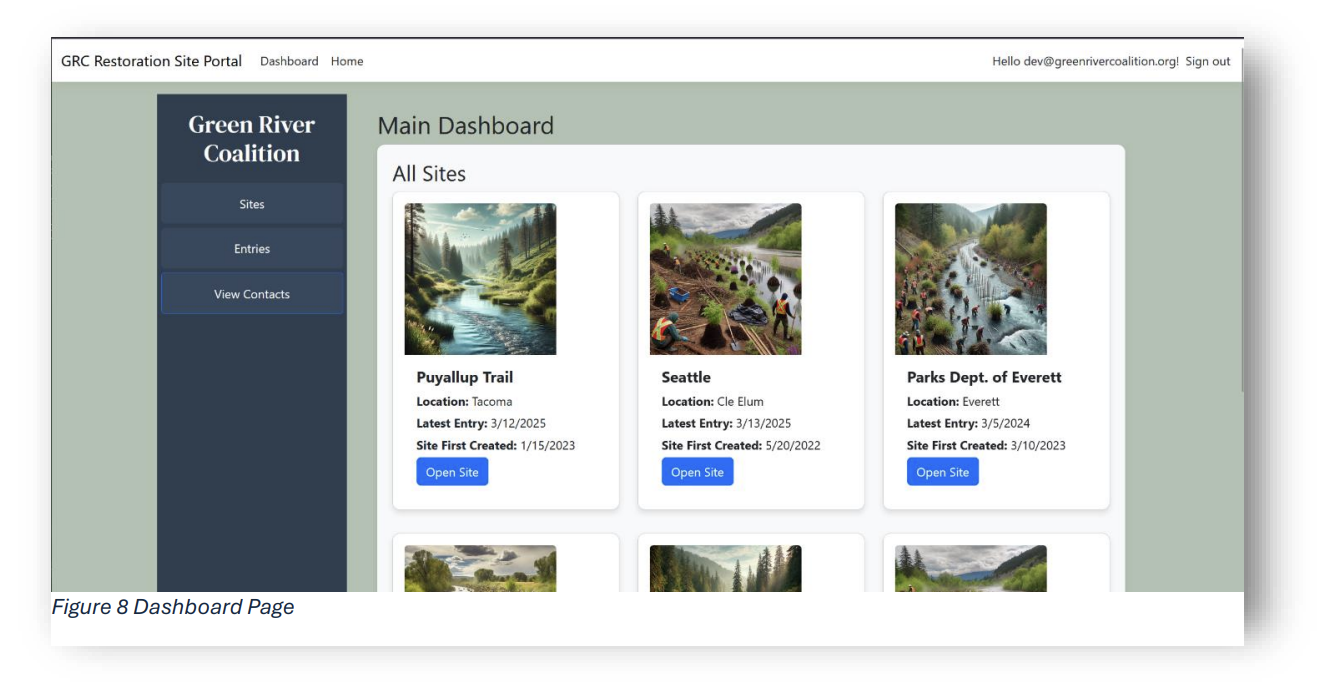 GRC Restoration Site Portal Dashboard Home Hello dev@greenrivercoalition.org! Sign out
Green River
Coalition
Sites
Entries
View Contacts
Main Dashboard
All Sites
Puyallup Trail
Location: Tacoma
Latest Entry: 3/12/2025
Site First Created: 1/15/2023
Open Site
Seattle
Location: Cle Elum
Latest Entry: 3/13/2025
Site First Created: 5/20/2022
Open Site
Parks Dept. of Everett
Location: Everett
Latest Entry: 3/5/2024
Site First Created: 3/10/2023
Open Site
Figure 8 Dashboard Page